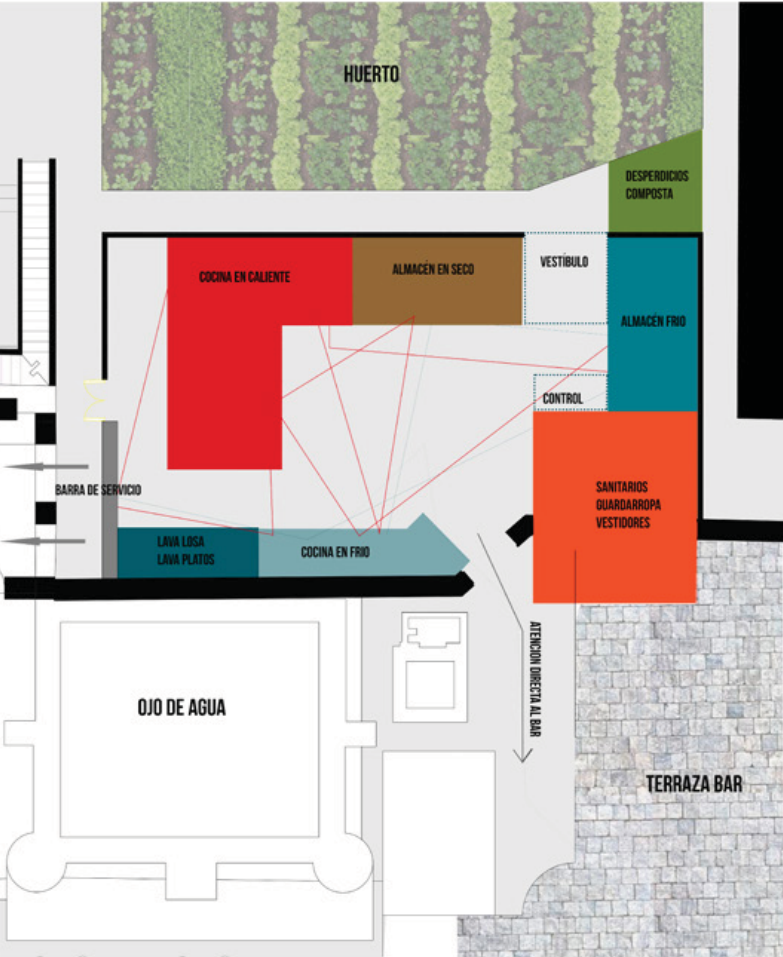 HUERTO
DESPERDICIOS
COMPOSTA
COCINA EN CALIENTE
ALMACÉN EN SECO
VESTÍBULO
ALMACÉN FRIO
CONTROL
BARRA DE SERVICIO
SANITARIOS
GUARDARROPA
VESTIDORES
LAVA LOSA
LAVA PLATOS
COCINA EN FRIO
ATENCION DIRECTA AL BAR
OJO DE AGUA
TERRAZA BAR